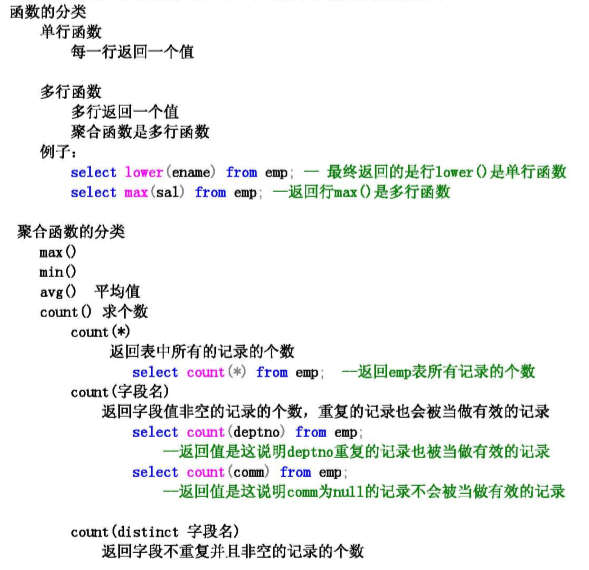 函数的分类
单行函数
每一行返回一个值
多行函数
多行返回一个值
聚合函数是多行函数
例子：
select lower(ename) from emp; — 最终返回的是行lower()是单行函数
select max(sal) from emp; —返回行max()是多行函数
聚合函数的分类
max()
min()
avg() 平均值
count() 求个数
count(*)
返回表中所有的记录的个数
select count(*) from emp; --返回emp表所有记录的个数
count(字段名)
返回字段值非空的记录的个数，重复的记录也会被当做有效的记录
select count(deptno) from emp;
--返回值是这说明deptno重复的记录也被当做有效的记录
select count(comm) from emp;
--返回值是这说明comm为null的记录不会被当做有效的记录
count(distinct 字段名)
返回字段不重复并且非空的记录的个数